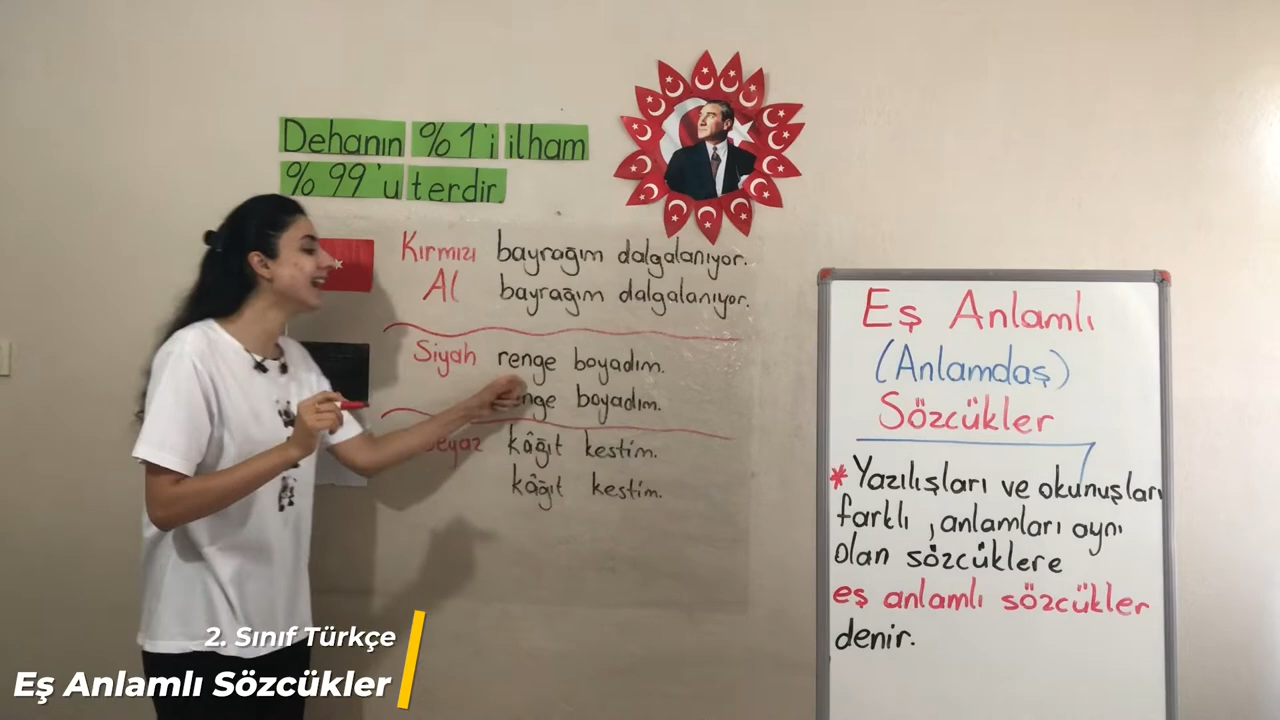 Dehanın %1'i ilham
%99'u terdir
Kırmızı bayrağım dalgalanıyor.
Al bayrağım dalgalanıyor.
Siyah renge boyadım.
boyadım.
Beyaz kâğıt kestim.
kâğıt kestim.
Eş Anlamlı
(Anlamdaş)
Sözcükler
* Yazılışları ve okunuşları
farklı, anlamları aynı
olan sözcüklere
eş anlamlı sözcükler
denir.
2. Sınıf Türkçe
Eş Anlamlı Sözcükler